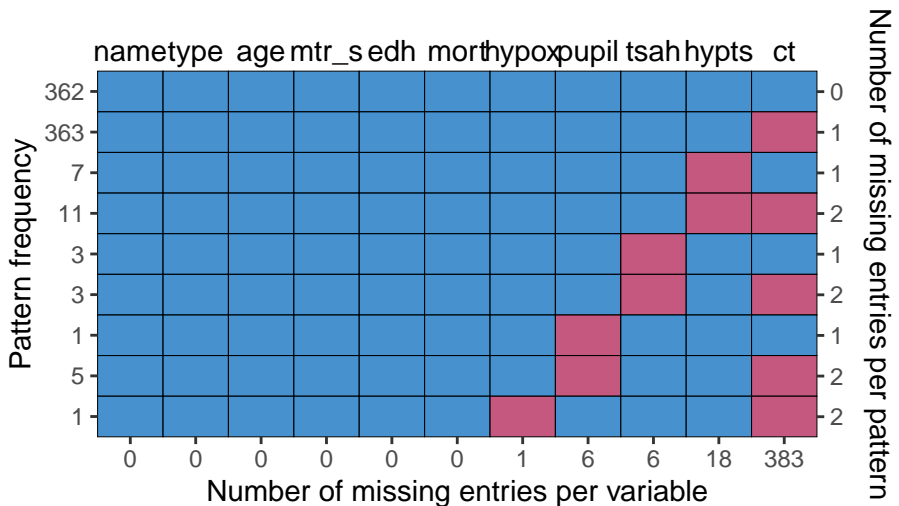 name type age mtr_s edh mort hypox pupil tsah hypts ct
362 0
363 1
7 1
11 2
3 1
3 2
1 1
5 2
1 2
0 0 0 0 0 0 1 6 6 18 383
Number of missing entries per variable
Pattern frequency
Number of missing entries per pattern